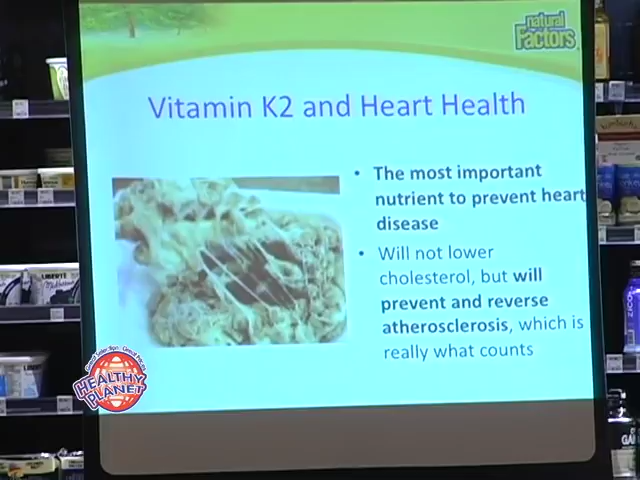 natural
Factors
Vitamin K2 and Heart Health
• The most important
nutrient to prevent heart
disease
• Will not lower
cholesterol, but will
prevent and reverse
atherosclerosis, which is
really what counts
HEALTHY
PLANET
LIBERTÉ